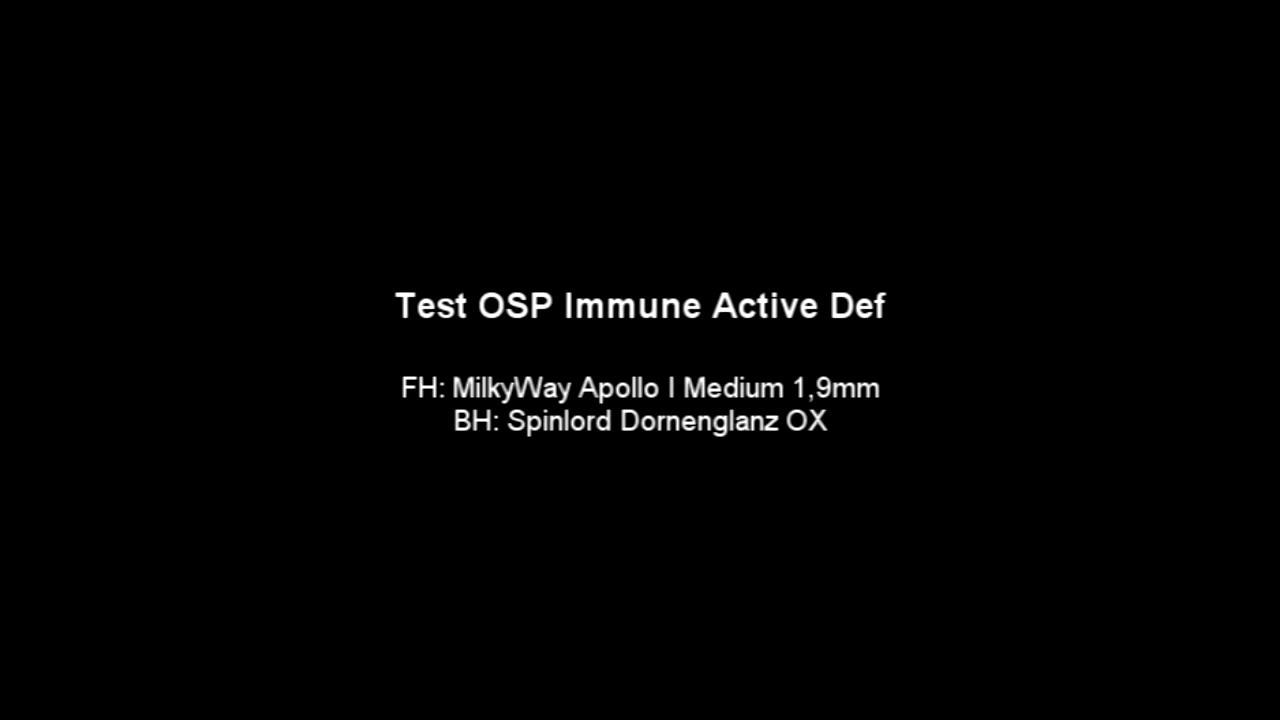 Test OSP Immune Active Def
FH: MilkyWay Apollo I Medium 1,9mm
BH: Spinlord Dornenglanz OX